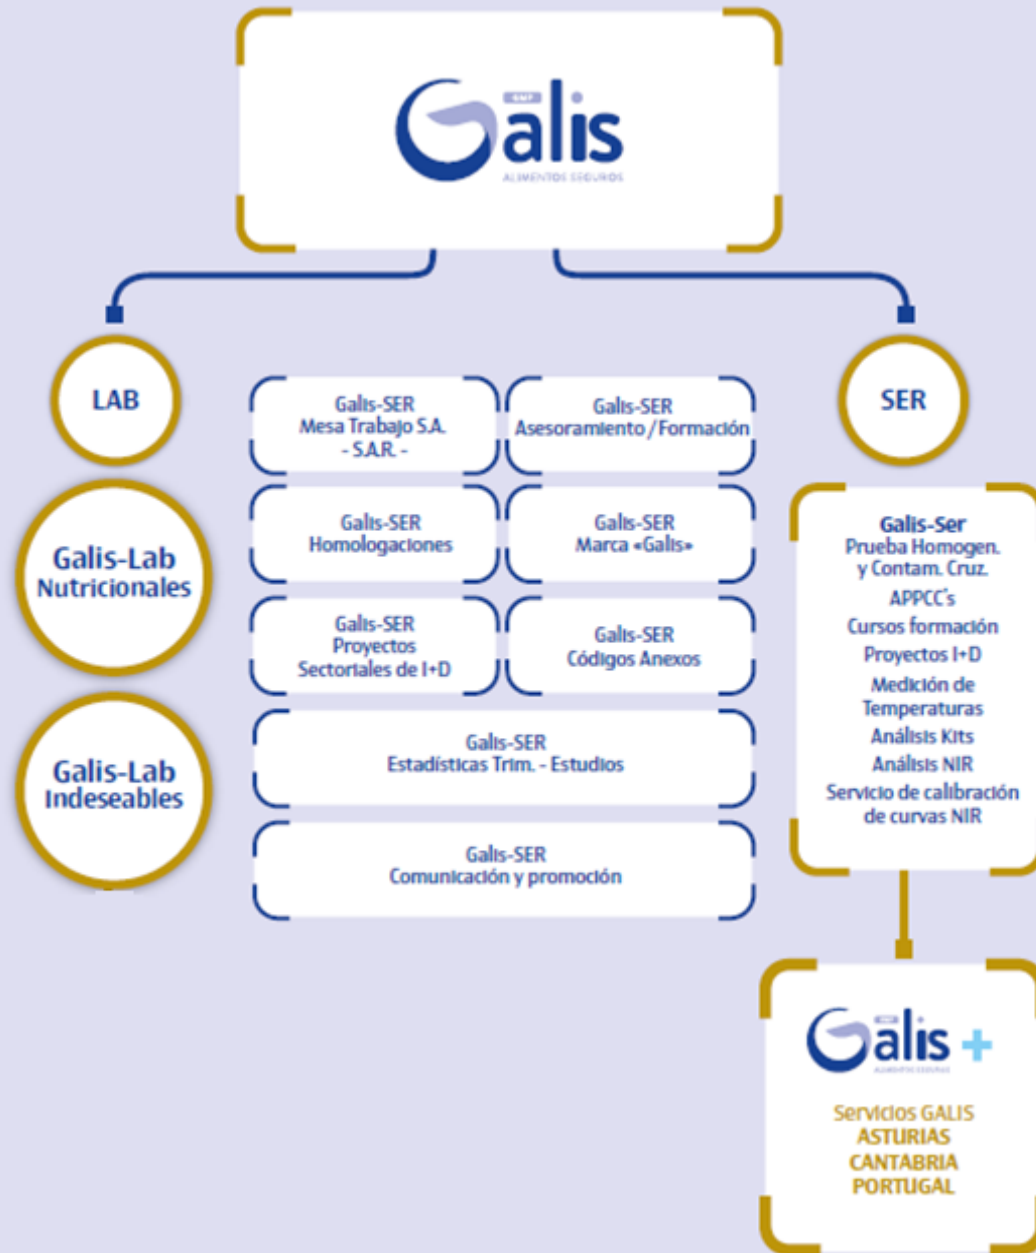 GMP
Galis
ALIMENTOS SEGUROS
LAB
SER
Galis-Lab
Nutricionales
Galis-Lab
Indeseables
Galis-SER
Mesa Trabajo S.A.
- S.A.R. -
Galis-SER
Asesoramiento / Formación
Galis-SER
Homologaciones
Galis-SER
Marca «Galis»
Galis-SER
Proyectos
Sectoriales de I+D
Galis-SER
Códigos Anexos
Galis-SER
Estadísticas Trim. - Estudios
Galis-SER
Comunicación y promoción
Galis-Ser
Prueba Homogen.
y Contam. Cruz.
APPCC's
Cursos formación
Proyectos I+D
Medición de
Temperaturas
Análisis Kits
Análisis NIR
Servicio de calibración
de curvas NIR
GMP
Galis +
ALIMENTOS SEGUROS
Servicios GALIS
ASTURIAS
CANTABRIA
PORTUGAL